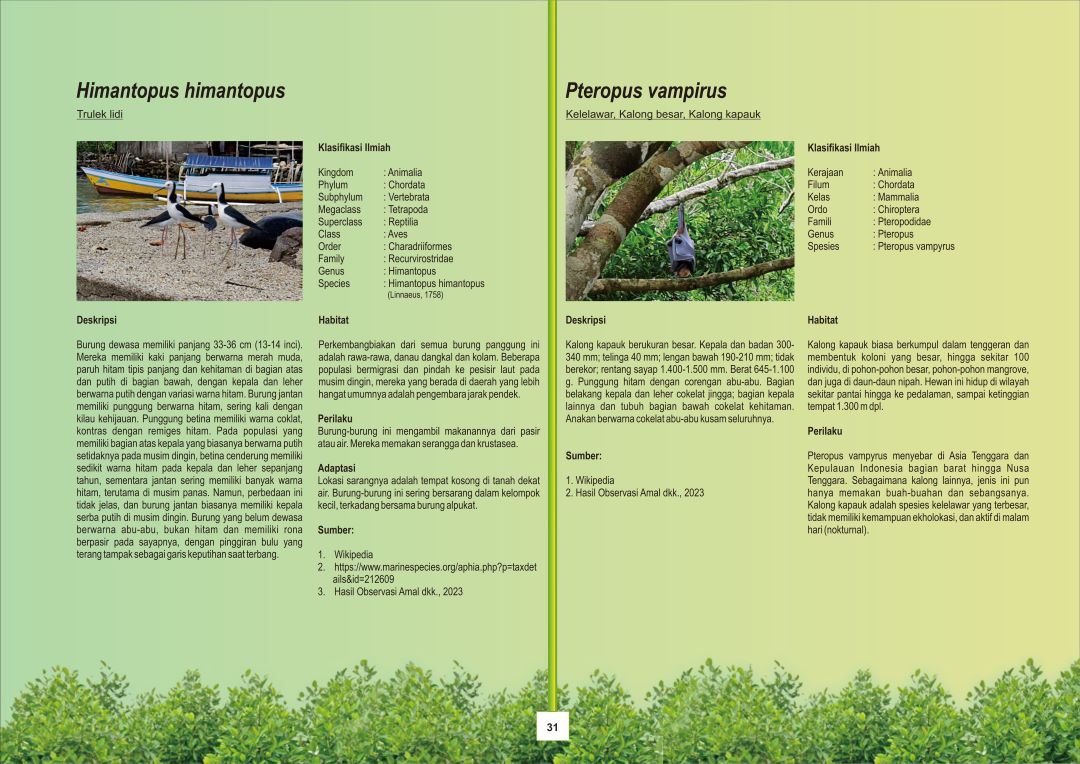 Himantopus himantopus
Trulek lidi
Klasifikasi Ilmiah
Kingdom : Animalia
Phylum : Chordata
Subphylum : Vertebrata
Megaclass : Tetrapoda
Superclass : Reptilia
Class : Aves
Order : Charadriiformes
Family : Recurvirostridae
Genus : Himantopus
Species : Himantopus himantopus
(Linnaeus, 1758)
Deskripsi
Burung dewasa memiliki panjang 33-36 cm (13-14 inci).
Mereka memiliki kaki panjang berwarna merah muda,
paruh hitam tipis panjang dan kehitaman di bagian atas
dan putih di bagian bawah, dengan kepala dan leher
berwarna putih dengan variasi warna hitam. Burung jantan
memiliki punggung berwarna hitam, sering kali dengan
kilau kehijauan. Punggung betina memiliki warna coklat,
kontras dengan remiges hitam. Pada populasi yang
memiliki bagian atas kepala yang biasanya berwarna putih
setidaknya pada musim dingin, betina cenderung memiliki
sedikit warna hitam pada kepala dan leher sepanjang
tahun, sementara jantan sering memiliki banyak warna
hitam, terutama di musim panas. Namun, perbedaan ini
tidak jelas, dan burung jantan biasanya memiliki kepala
serba putih di musim dingin. Burung yang belum dewasa
berwarna abu-abu, bukan hitam dan memiliki rona
berpasir pada sayapnya, dengan pinggiran bulu yang
terang tampak sebagai garis keputihan saat terbang.
Habitat
Perkembangbiakan dari semua burung panggung ini
adalah rawa-rawa, danau dangkal dan kolam. Beberapa
populasi bermigrasi dan pindah ke pesisir laut pada
musim dingin, mereka yang berada di daerah yang lebih
hangat umumnya adalah pengembara jarak pendek.
Perilaku
Burung-burung ini mengambil makanannya dari pasir
atau air. Mereka memakan serangga dan krustasea.
Adaptasi
Lokasi sarangnya adalah tempat kosong di tanah dekat
air. Burung-burung ini sering bersarang dalam kelompok
kecil, terkadang bersama burung alpukat.
Sumber:
1. Wikipedia
2. https://www.marinespecies.org/aphia.php?p=taxdet
ails&id=212609
3. Hasil Observasi Amal dkk., 2023
Pteropus vampirus
Kelelawar, Kalong besar, Kalong kapauk
Klasifikasi Ilmiah
Kerajaan : Animalia
Filum : Chordata
Kelas : Mammalia
Ordo : Chiroptera
Famili : Pteropodidae
Genus : Pteropus
Spesies : Pteropus vampyrus
Deskripsi
Kalong kapauk berukuran besar. Kepala dan badan 300-
340 mm; telinga 40 mm; lengan bawah 190-210 mm; tidak
berekor; rentang sayap 1.400-1.500 mm. Berat 645-1.100
g. Punggung hitam dengan corengan abu-abu. Bagian
belakang kepala dan leher cokelat jingga; bagian kepala
lainnya dan tubuh bagian bawah cokelat kehitaman.
Anakan berwarna cokelat abu-abu kusam seluruhnya.
Sumber:
1. Wikipedia
2. Hasil Observasi Amal dkk., 2023
Habitat
Kalong kapauk biasa berkumpul dalam tenggeran dan
membentuk koloni yang besar, hingga sekitar 100
individu, di pohon-pohon besar, pohon-pohon mangrove,
dan juga di daun-daun nipah. Hewan ini hidup di wilayah
sekitar pantai hingga ke pedalaman, sampai ketinggian
tempat 1.300 m dpl.
Perilaku
Pteropus vampyrus menyebar di Asia Tenggara dan
Kepulauan Indonesia bagian barat hingga Nusa
Tenggara. Sebagaimana kalong lainnya, jenis ini pun
hanya memakan buah-buahan dan sebangsanya.
Kalong kapauk adalah spesies kelelawar yang terbesar,
tidak memiliki kemampuan ekholokasi, dan aktif di malam
hari (nokturnal).
31